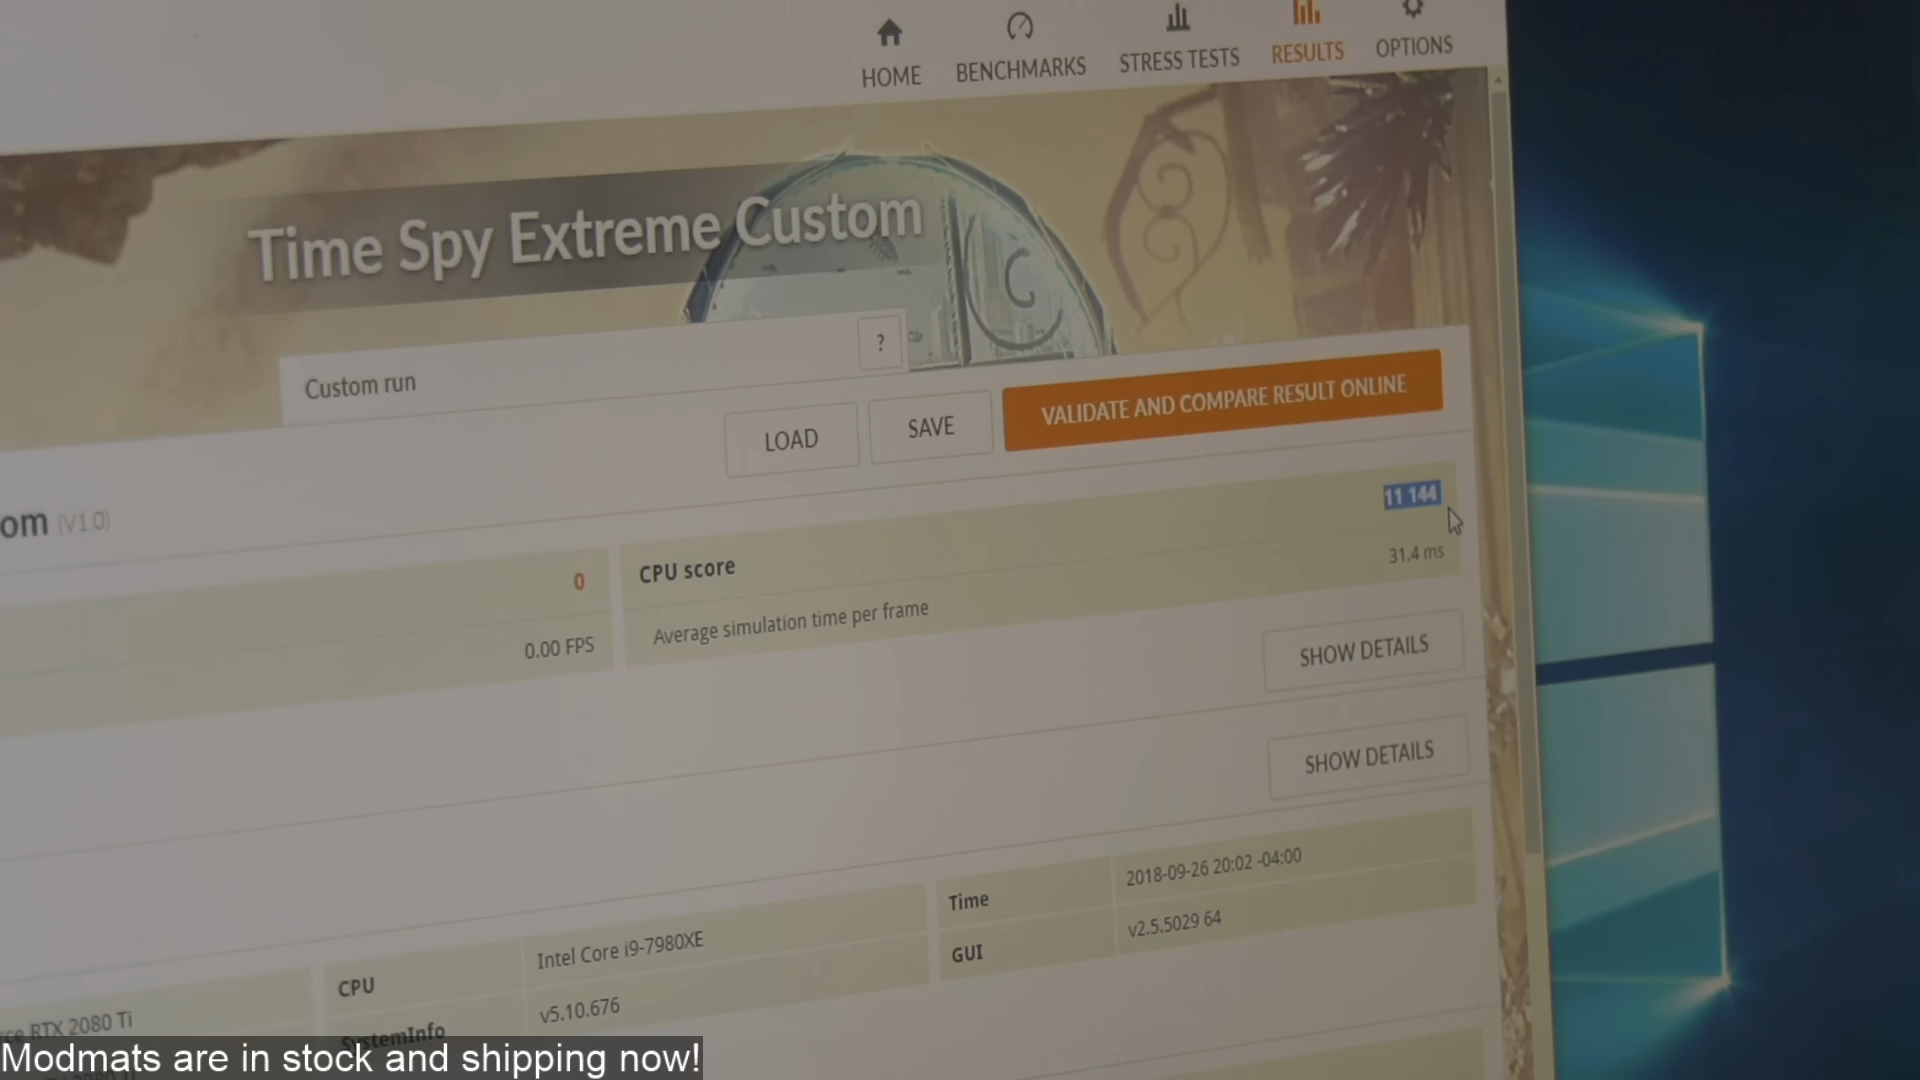 HOME
BENCHMARKS
STRESS TESTS
RESULTS
OPTIONS
Time Spy Extreme Custom
Custom run
?
LOAD
SAVE
VALIDATE AND COMPARE RESULT ONLINE
om (V1.0)
11 144
0
CPU score
31.4 ms
0.00 FPS
Average simulation time per frame
SHOW DETAILS
SHOW DETAILS
Time
2018-09-26 20:02 -04:00
GUI
v2.5.5029 64
CPU
Intel Core i9-7980XE
SystemInfo
v5.10.676
rce RTX 2080 Ti
Modmats are in stock and shipping now!